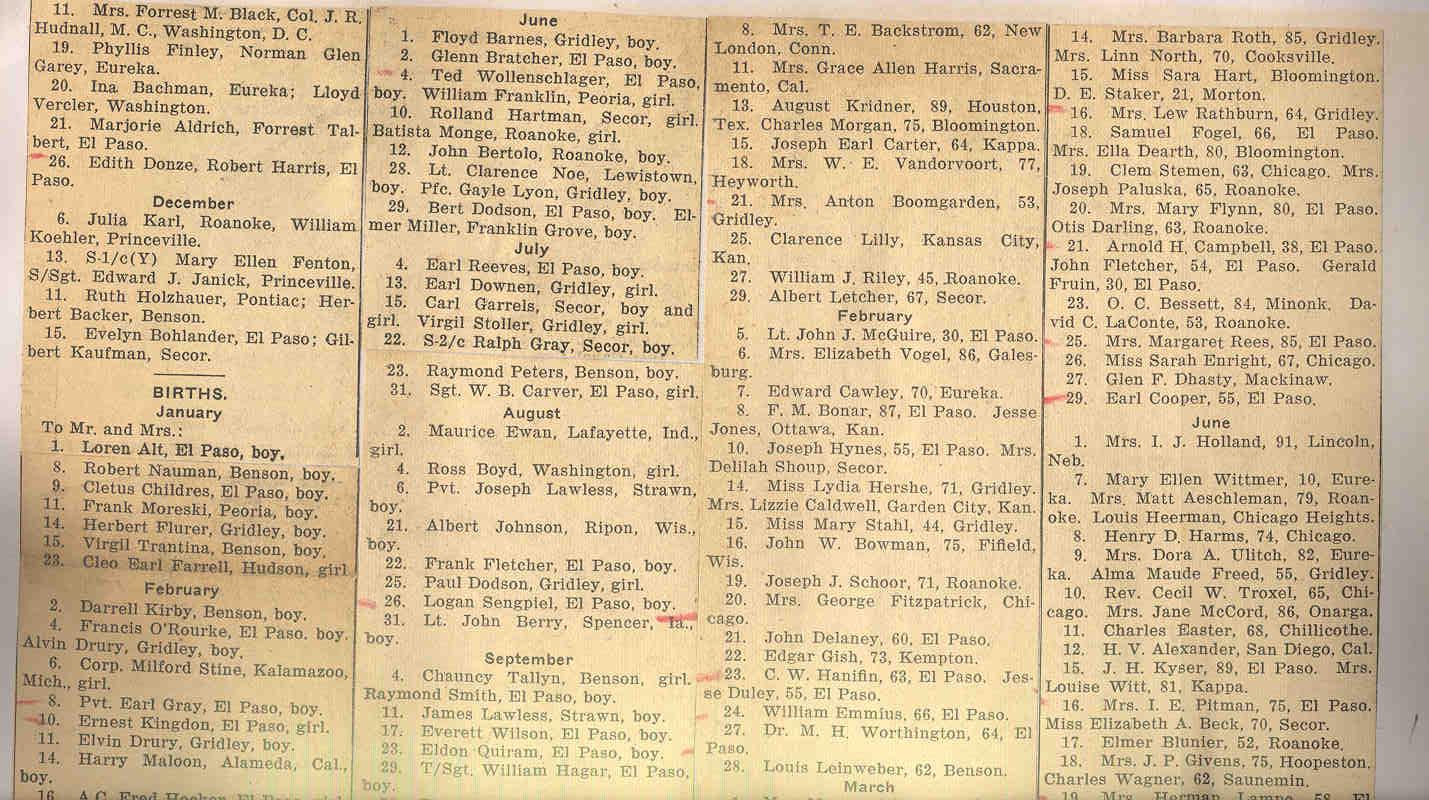 11. Mrs. Forrest M. Black, Col. J. R.
Hudnall, M. C., Washington, D. C.
19. Phyllis Finley, Norman Glen
Garey, Eureka.
20. Ina Bachman, Eureka; Lloyd
Vercler, Washington.
21. Marjorie Aldrich, Forrest Tal-
bert, El Paso.
26. Edith Donze, Robert Harris, El
Paso.
December
6. Julia Karl, Roanoke, William
Koehler, Princeville.
13. S-1/c(Y) Mary Ellen Fenton,
S/Sgt. Edward J. Janick, Princeville.
11. Ruth Holzhauer, Pontiac; Her-
bert Backer, Benson.
15. Evelyn Bohlander, El Paso; Gil-
bert Kaufman, Secor.
BIRTHS.
January
To Mr. and Mrs.:
1. Loren Alt, El Paso, boy.
8. Robert Nauman, Benson, boy.
9. Cletus Childres, El Paso, boy.
11. Frank Moreski, Peoria, boy.
14. Herbert Flurer, Gridley, boy.
15. Virgil Trantina, Benson, boy.
23. Cleo Earl Farrell, Hudson, girl
February
2. Darrell Kirby, Benson, boy.
4. Francis O'Rourke, El Paso. boy.
Alvin Drury, Gridley, boy.
6. Corp. Milford Stine, Kalamazoo,
Mich., girl.
8. Pvt. Earl Gray, El Paso, boy.
10. Ernest Kingdon, El Paso, girl.
11. Elvin Drury, Gridley, boy.
14. Harry Maloon, Alameda, Cal.,
boy.
16. A.C. Fred Hooker, El Paso, girl
June
1. Floyd Barnes, Gridley, boy.
2. Glenn Bratcher, El Paso, boy.
4. Ted Wollenschlager, El Paso,
boy. William Franklin, Peoria, girl.
10. Rolland Hartman, Secor, girl.
Batista Monge, Roanoke, girl.
12. John Bertolo, Roanoke, boy.
28. Lt. Clarence Noe, Lewistown,
boy. Pfc. Gayle Lyon, Gridley, boy.
29. Bert Dodson, El Paso, boy. El-
mer Miller, Franklin Grove, boy.
July
4. Earl Reeves, El Paso, boy.
13. Earl Downen, Gridley, girl.
15. Carl Garreis, Secor, boy and
girl. Virgil Stoller, Gridley, girl.
22. S-2/c Ralph Gray, Secor, boy.
23. Raymond Peters, Benson, boy.
31. Sgt. W. B. Carver, El Paso, girl.
August
2. Maurice Ewan, Lafayette, Ind.,
girl.
4. Ross Boyd, Washington, girl.
6. Pvt. Joseph Lawless, Strawn,
boy.
21. Albert Johnson, Ripon, Wis.,
boy.
22. Frank Fletcher, El Paso, boy.
25. Paul Dodson, Gridley, girl.
26. Logan Sengpiel, El Paso, boy.
31. Lt. John Berry, Spencer, Ia.,
boy.
September
4. Chauncy Tallyn, Benson, girl.
Raymond Smith, El Paso, boy.
11. James Lawless, Strawn, boy.
17. Everett Wilson, El Paso, boy.
23. Eldon Quiram, El Paso, boy.
29. T/Sgt. William Hagar, El Paso,
boy.
8. Mrs. T. E. Backstrom, 62, New
London, Conn.
11. Mrs. Grace Allen Harris, Sacra-
mento, Cal.
13. August Kridner, 89, Houston,
Tex. Charles Morgan, 75, Bloomington.
15. Joseph Earl Carter, 64, Kappa.
18. Mrs. W. E. Vandorvoort, 77,
Heyworth.
21. Mrs. Anton Boomgarden, 53,
Gridley.
25. Clarence Lilly, Kansas City,
Kan.
27. William J. Riley, 45, Roanoke.
29. Albert Letcher, 67, Secor.
February
5. Lt. John J. McGuire, 30, El Paso.
6. Mrs. Elizabeth Vogel, 86, Gales-
burg.
7. Edward Cawley, 70, Eureka.
8. F. M. Bonar, 87, El Paso. Jesse
Jones, Ottawa, Kan.
10. Joseph Hynes, 55, El Paso. Mrs.
Delilah Shoup, Secor.
14. Miss Lydia Hershe, 71, Gridley.
Mrs. Lizzie Caldwell, Garden City, Kan.
15. Miss Mary Stahl, 44, Gridley.
16. John W. Bowman, 75, Fifield,
Wis.
19. Joseph J. Schoor, 71, Roanoke.
20. Mrs. George Fitzpatrick, Chi-
cago.
21. John Delaney, 60, El Paso.
22. Edgar Gish, 73, Kempton.
23. C. W. Hanifin, 63, El Paso. Jes-
se Duley, 55, El Paso.
24. William Emmius, 66, El Paso.
27. Dr. M. H. Worthington, 64, El
Paso.
28. Louis Leinweber, 62, Benson.
March
14. Mrs. Barbara Roth, 85, Gridley.
Mrs. Linn North, 70, Cooksville.
15. Miss Sara Hart, Bloomington.
D. E. Staker, 21, Morton.
16. Mrs. Lew Rathburn, 64, Gridley.
18. Samuel Fogel, 66, El Paso.
Mrs. Ella Dearth, 80, Bloomington.
19. Clem Stemen, 63, Chicago. Mrs.
Joseph Paluska, 65, Roanoke.
20. Mrs. Mary Flynn, 80, El Paso.
Otis Darling, 63, Roanoke.
21. Arnold H. Campbell, 38, El Paso.
John Fletcher, 54, El Paso. Gerald
Fruin, 30, El Paso.
23. O. C. Bessett, 84, Minonk. Da-
vid C. LaConte, 53, Roanoke.
25. Mrs. Margaret Rees, 85, El Paso.
26. Miss Sarah Enright, 67, Chicago.
27. Glen F. Dhasty, Mackinaw.
29. Earl Cooper, 55, El Paso.
June
1. Mrs. I. J. Holland, 91, Lincoln,
Neb.
7. Mary Ellen Wittmer, 10, Eure-
ka. Mrs. Matt Aeschleman, 79, Roan-
oke. Louis Heerman, Chicago Heights.
8. Henry D. Harms, 74, Chicago.
9. Mrs. Dora A. Ulitch, 82, Eure-
ka. Alma Maude Freed, 55, Gridley.
10. Rev. Cecil W. Troxel, 65, Chi-
cago. Mrs. Jane McCord, 86, Onarga.
11. Charles Easter, 68, Chillicothe.
12. H. V. Alexander, San Diego, Cal.
15. J. H. Kyser, 89, El Paso. Mrs.
Louise Witt, 81, Kappa.
16. Mrs. I. E. Pitman, 75, El Paso.
Miss Elizabeth A. Beck, 70, Secor.
17. Elmer Blunier, 52, Roanoke.
18. Mrs. J. P. Givens, 75, Hoopeston.
Charles Wagner, 62, Saunemin.
19. Mrs. Herman Lampe, 58, El